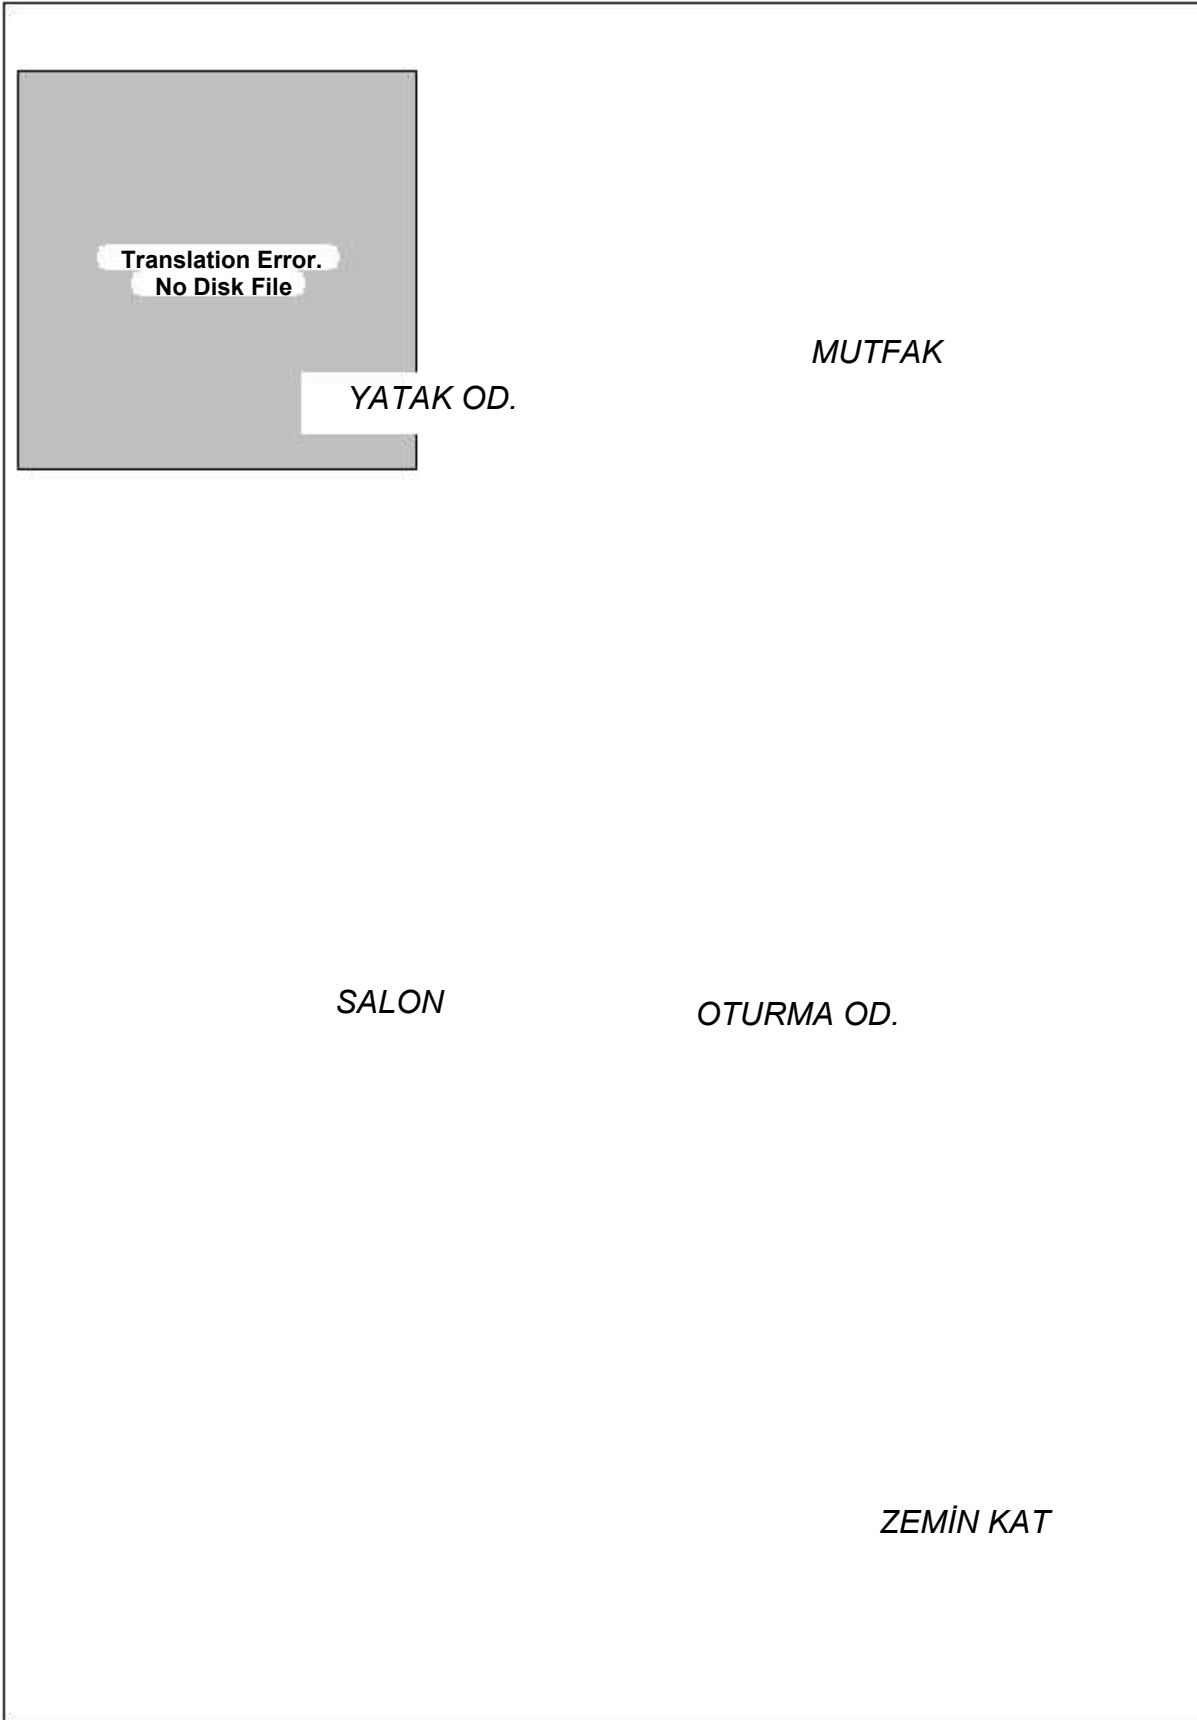 Translation Error.
No Disk File
MUTFAK
YATAK OD.
SALON
OTURMA OD.
ZEMİN KAT